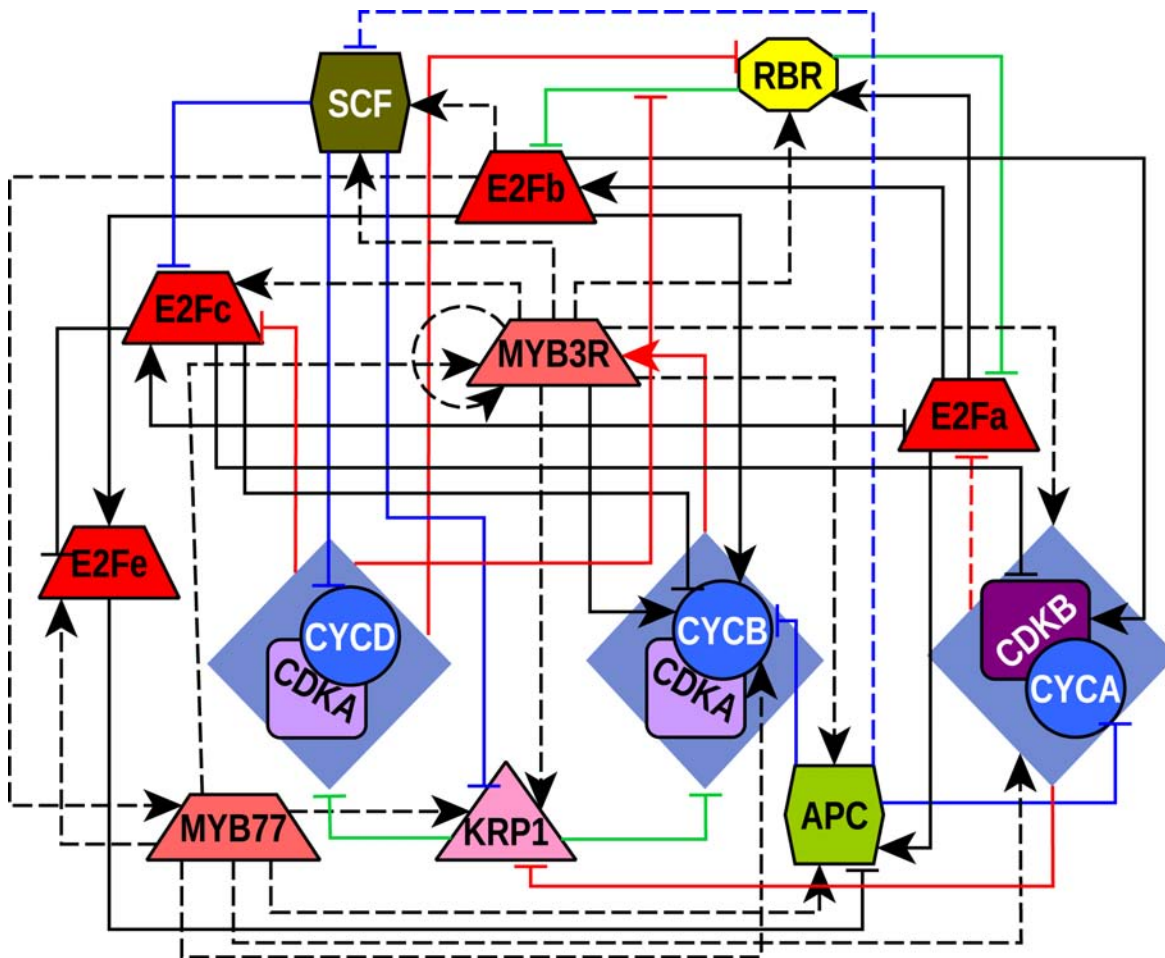 RBR
SCF
E2Fb
E2Fc
MYB3R
E2Fa
E2Fe
CYCD
CDKA
CYCB
CDKA
CDKB
CYCA
MYB77
KRP1
APC